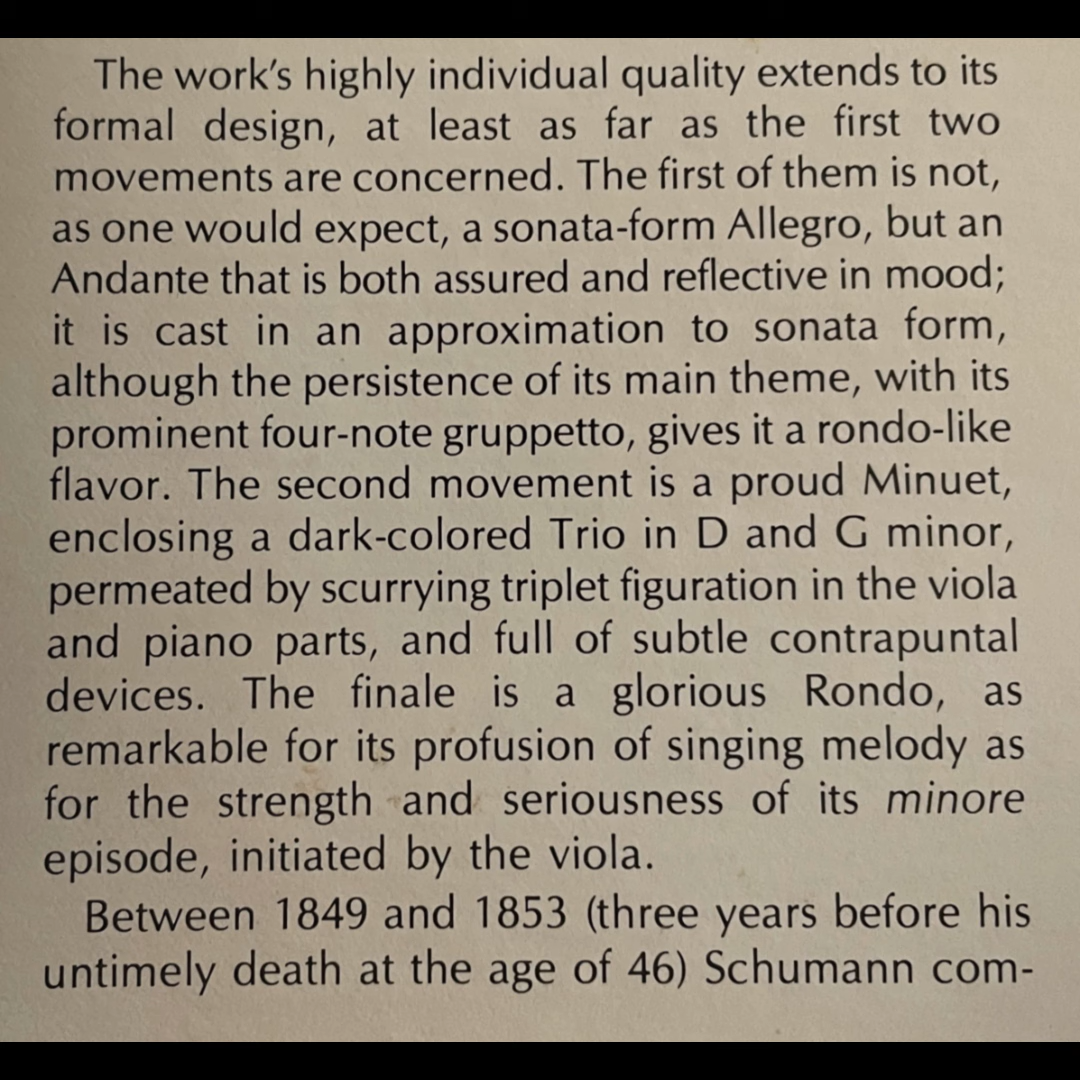 The work's highly individual quality extends to its
formal design, at least as far as the first two
movements are concerned. The first of them is not,
as one would expect, a sonata-form Allegro, but an
Andante that is both assured and reflective in mood;
it is cast in an approximation to sonata form,
although the persistence of its main theme, with its
prominent four-note gruppetto, gives it a rondo-like
flavor. The second movement is a proud Minuet,
enclosing a dark-colored Trio in D and G minor,
permeated by scurrying triplet figuration in the viola
and piano parts, and full of subtle contrapuntal
devices. The finale is a glorious Rondo, as
remarkable for its profusion of singing melody as
for the strength and seriousness of its minore
episode, initiated by the viola.
Between 1849 and 1853 (three years before his
untimely death at the age of 46) Schumann com-